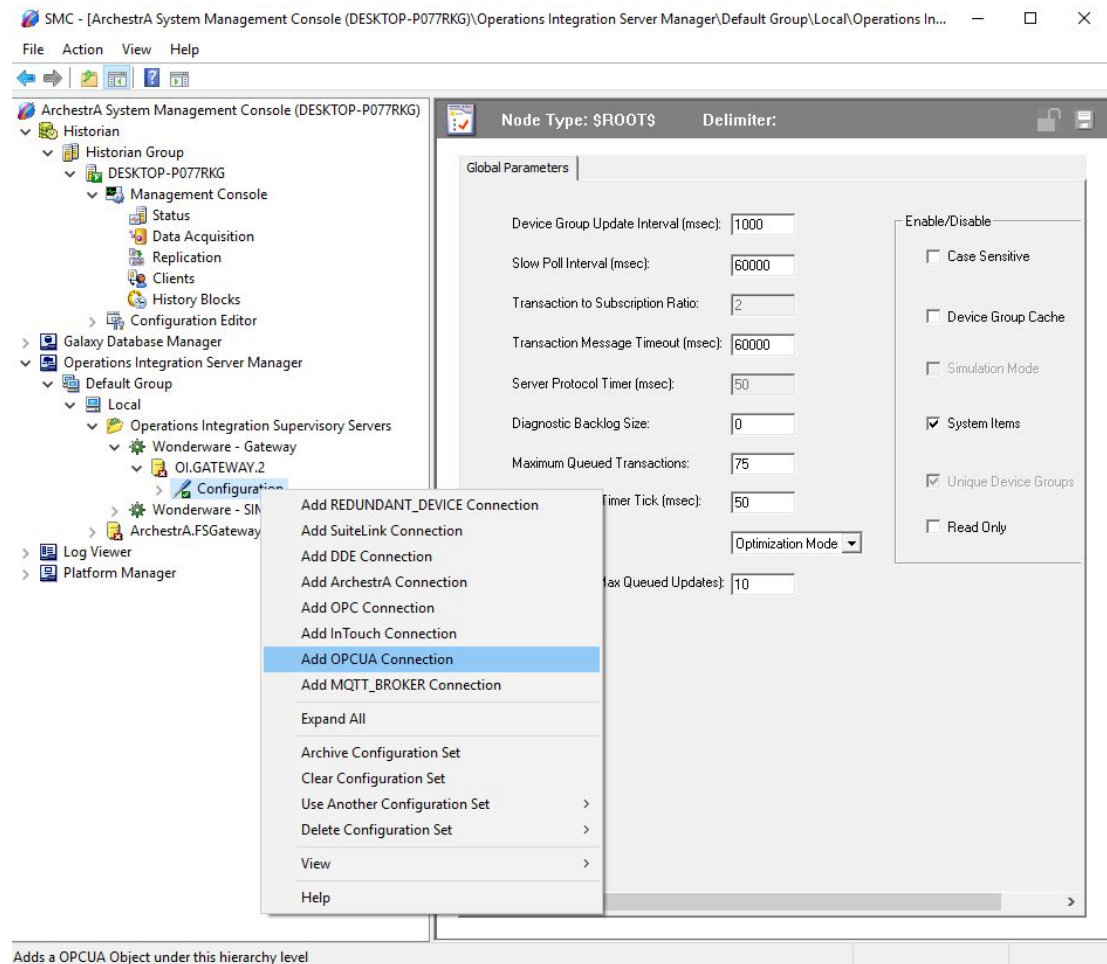 SMC - [ArchestrA System Management Console (DESKTOP-P077RKG)\Operations Integration Server Manager\Default Group\Local\Operations In...
File Action View Help
ArchestrA System Management Console (DESKTOP-P077RKG)
Historian
Historian Group
DESKTOP-P077RKG
Management Console
Status
Data Acquisition
Replication
Clients
History Blocks
Configuration Editor
Galaxy Database Manager
Operations Integration Server Manager
Default Group
Local
Operations Integration Supervisory Servers
Wonderware - Gateway
OI.GATEWAY.2
Configuration
Wonderware - SIM
ArchestrA.FSGateway
Log Viewer
Platform Manager
Node Type: $ROOT$ Delimiter:
Global Parameters
Device Group Update Interval (msec): 1000
Slow Poll Interval (msec): 60000
Transaction to Subscription Ratio: 2
Transaction Message Timeout (msec): 60000
Server Protocol Timer (msec): 50
Diagnostic Backlog Size: 0
Maximum Queued Transactions: 75
Timer Tick (msec): 50
Optimization Mode
Max Queued Updates): 10
Enable/Disable
Case Sensitive
Device Group Cache
Simulation Mode
System Items
Unique Device Groups
Read Only
Add REDUNDANT_DEVICE Connection
Add SuiteLink Connection
Add DDE Connection
Add ArchestrA Connection
Add OPC Connection
Add InTouch Connection
Add OPCUA Connection
Add MQTT_BROKER Connection
Expand All
Archive Configuration Set
Clear Configuration Set
Use Another Configuration Set
Delete Configuration Set
View
Help
Adds a OPCUA Object under this hierarchy level